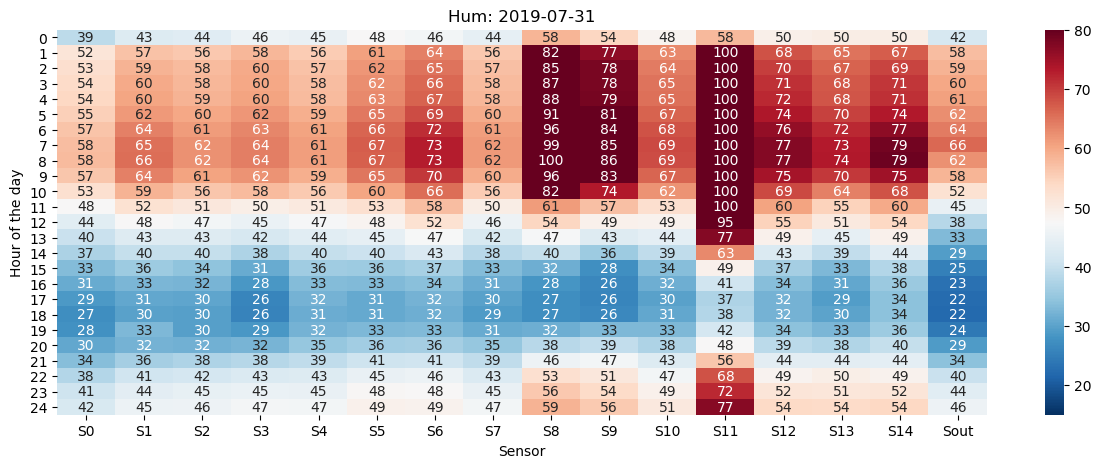 Hum: 2019-07-31
0 39 43 44 46 45 48 46 44 58 54 48 58 50 50 50 42
1 52 57 56 58 56 61 64 56 82 77 63 100 68 65 67 58
2 53 59 58 60 57 62 65 57 85 78 64 100 70 67 69 59
3 54 60 58 60 58 62 66 58 87 78 65 100 71 68 71 60
4 54 60 59 60 58 63 67 58 88 79 65 100 72 68 71 61
5 55 62 60 62 59 65 69 60 91 81 67 100 74 70 74 62
6 57 64 61 63 61 66 72 61 96 84 68 100 76 72 77 64
7 58 65 62 64 61 67 73 62 99 85 69 100 77 73 79 66
8 58 66 62 64 61 67 73 62 100 86 69 100 77 74 79 62
9 57 64 61 62 59 65 70 60 96 83 67 100 75 70 75 58
10 53 59 56 58 56 60 66 56 82 74 62 100 69 64 68 52
11 48 52 51 50 51 53 58 50 61 57 53 100 60 55 60 45
12 44 48 47 45 47 48 52 46 54 49 49 95 55 51 54 38
13 40 43 43 42 44 45 47 42 47 43 44 77 49 45 49 33
14 37 40 40 38 40 40 43 38 40 36 39 63 43 39 44 29
15 33 36 34 31 36 36 37 33 32 28 34 49 37 33 38 25
16 31 33 32 28 33 33 34 31 28 26 32 41 34 31 36 23
17 29 31 30 26 32 31 32 30 27 26 30 37 32 29 34 22
18 27 30 30 26 31 31 32 29 27 26 31 38 32 30 34 22
19 28 33 30 29 32 33 33 31 32 33 33 42 34 33 36 24
20 30 32 32 32 35 36 36 35 38 39 38 48 39 38 40 29
21 34 36 38 38 39 41 41 39 46 47 43 56 44 44 44 34
22 38 41 42 43 43 45 46 43 53 51 47 68 49 50 49 40
23 41 44 45 45 45 48 48 45 56 54 49 72 52 51 52 44
24 42 45 46 47 47 49 49 47 59 56 51 77 54 54 54 46
S0 S1 S2 S3 S4 S5 S6 S7 S8 S9 S10 S11 S12 S13 S14 Sout
Sensor
Hour of the day
80
70
60
50
40
30
20